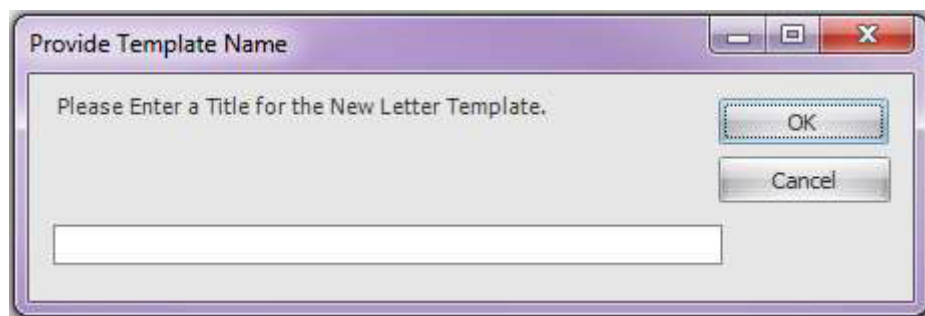 Provide Template Name
Please Enter a Title for the New Letter Template.
OK
Cancel